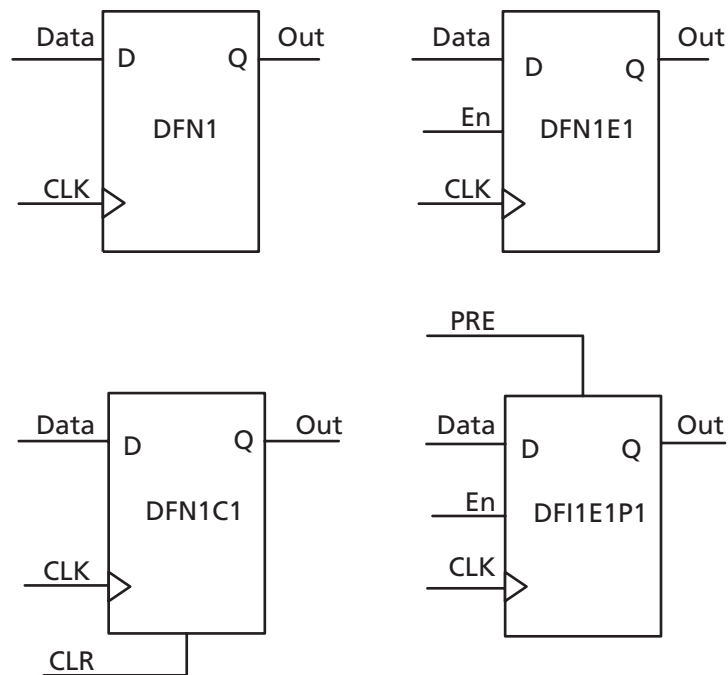 Data
D
Q
Out
DFN1
CLK
Data
D
Q
Out
En
DFN1E1
CLK
Data
D
Q
Out
DFN1C1
CLK
CLR
PRE
Data
D
Q
Out
En
DFI1E1P1
CLK